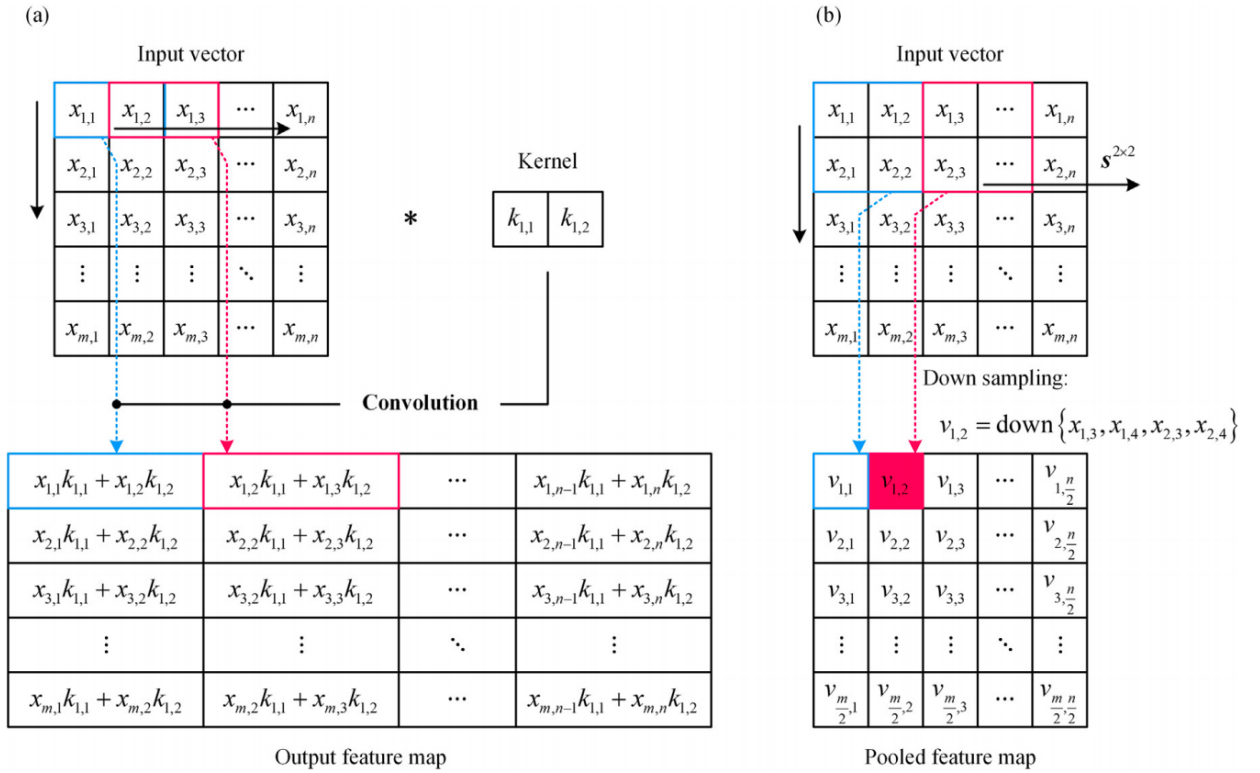 (a)
Input vector
x1,1 x1,2 x1,3 ⋯ x1,n
x2,1 x2,2 x2,3 ⋯ x2,n
x3,1 x3,2 x3,3 ⋯ x3,n
⋮ ⋮ ⋮ ⋱ ⋮
xm,1 xm,2 xm,3 ⋯ xm,n
*
Kernel
k1,1 k1,2
Convolution
x1,1k1,1 + x1,2k1,2 x1,2k1,1 + x1,3k1,2 ⋯ x1,n−1k1,1 + x1,nk1,2
x2,1k1,1 + x2,2k1,2 x2,2k1,1 + x2,3k1,2 ⋯ x2,n−1k1,1 + x2,nk1,2
x3,1k1,1 + x3,2k1,2 x3,2k1,1 + x3,3k1,2 ⋯ x3,n−1k1,1 + x3,nk1,2
⋮ ⋮ ⋱ ⋮
xm,1k1,1 + xm,2k1,2 xm,2k1,1 + xm,3k1,2 ⋯ xm,n−1k1,1 + xm,nk1,2
Output feature map
(b)
Input vector
x1,1 x1,2 x1,3 ⋯ x1,n
x2,1 x2,2 x2,3 ⋯ x2,n
s2×2
x3,1 x3,2 x3,3 ⋯ x3,n
⋮ ⋮ ⋮ ⋱ ⋮
xm,1 xm,2 xm,3 ⋯ xm,n
Down sampling:
v1,2 = down{x1,3, x1,4, x2,3, x2,4}
v1,1 v1,2 v1,3 ⋯ v1,n/2
v2,1 v2,2 v2,3 ⋯ v2,n/2
v3,1 v3,2 v3,3 ⋯ v3,n/2
⋮ ⋮ ⋮ ⋱ ⋮
vm/2,1 vm/2,2 vm/2,3 ⋯ vm/2,n/2
Pooled feature map